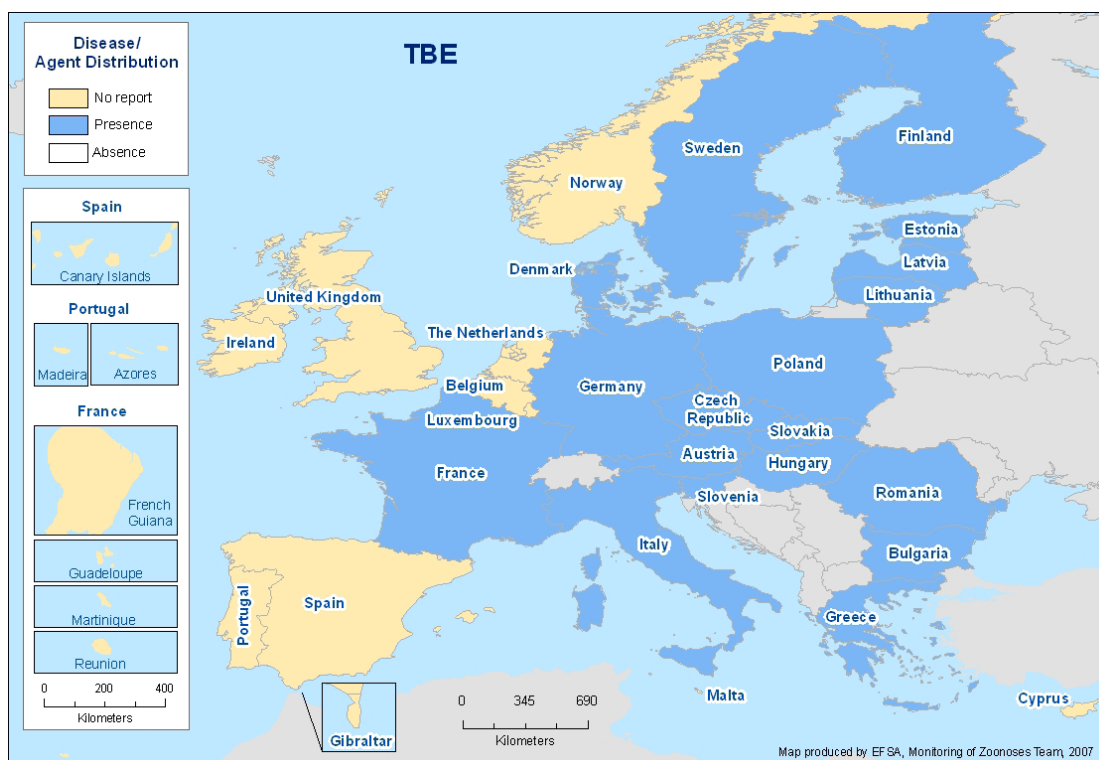 TBE
Disease/
Agent Distribution
No report
Presence
Absence
Spain
Canary Islands
Portugal
Madeira
Azores
France
French
Guiana
Guadeloupe
Martinique
Reunion
0 200 400
Kilometers
Finland
Sweden
Norway
Estonia
Latvia
Denmark
Lithuania
United Kingdom
The Netherlands
Ireland
Poland
Belgium
Germany
Czech
Republic
Luxembourg
Slovakia
Austria
Hungary
France
Slovenia
Romania
Italy
Bulgaria
Portugal
Spain
Greece
Malta
Cyprus
0 345 690
Kilometers
Gibraltar
Map produced by EFSA, Monitoring of Zoonoses Team, 2007